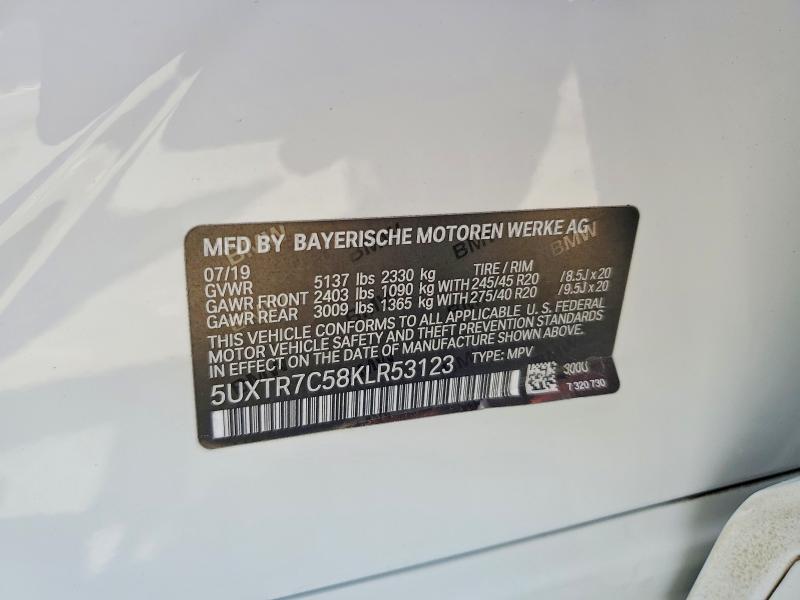 MFD BY BAYERISCHE MOTOREN WERKE AG
07/19
GVWR 5137 lbs 2330 kg TIRE / RIM
GAWR FRONT 2403 lbs 1090 kg WITH 245/45 R20 /8.5J x 20
GAWR REAR 3009 lbs 1365 kg WITH 275/40 R20 /9.5J x 20
THIS VEHICLE CONFORMS TO ALL APPLICABLE U.S. FEDERAL
MOTOR VEHICLE SAFETY AND THEFT PREVENTION STANDARDS
IN EFFECT ON THE DATE OF MANUFACTURE SHOWN ABOVE.
5UXTR7C58KLR53123 TYPE: MPV
7 320 730